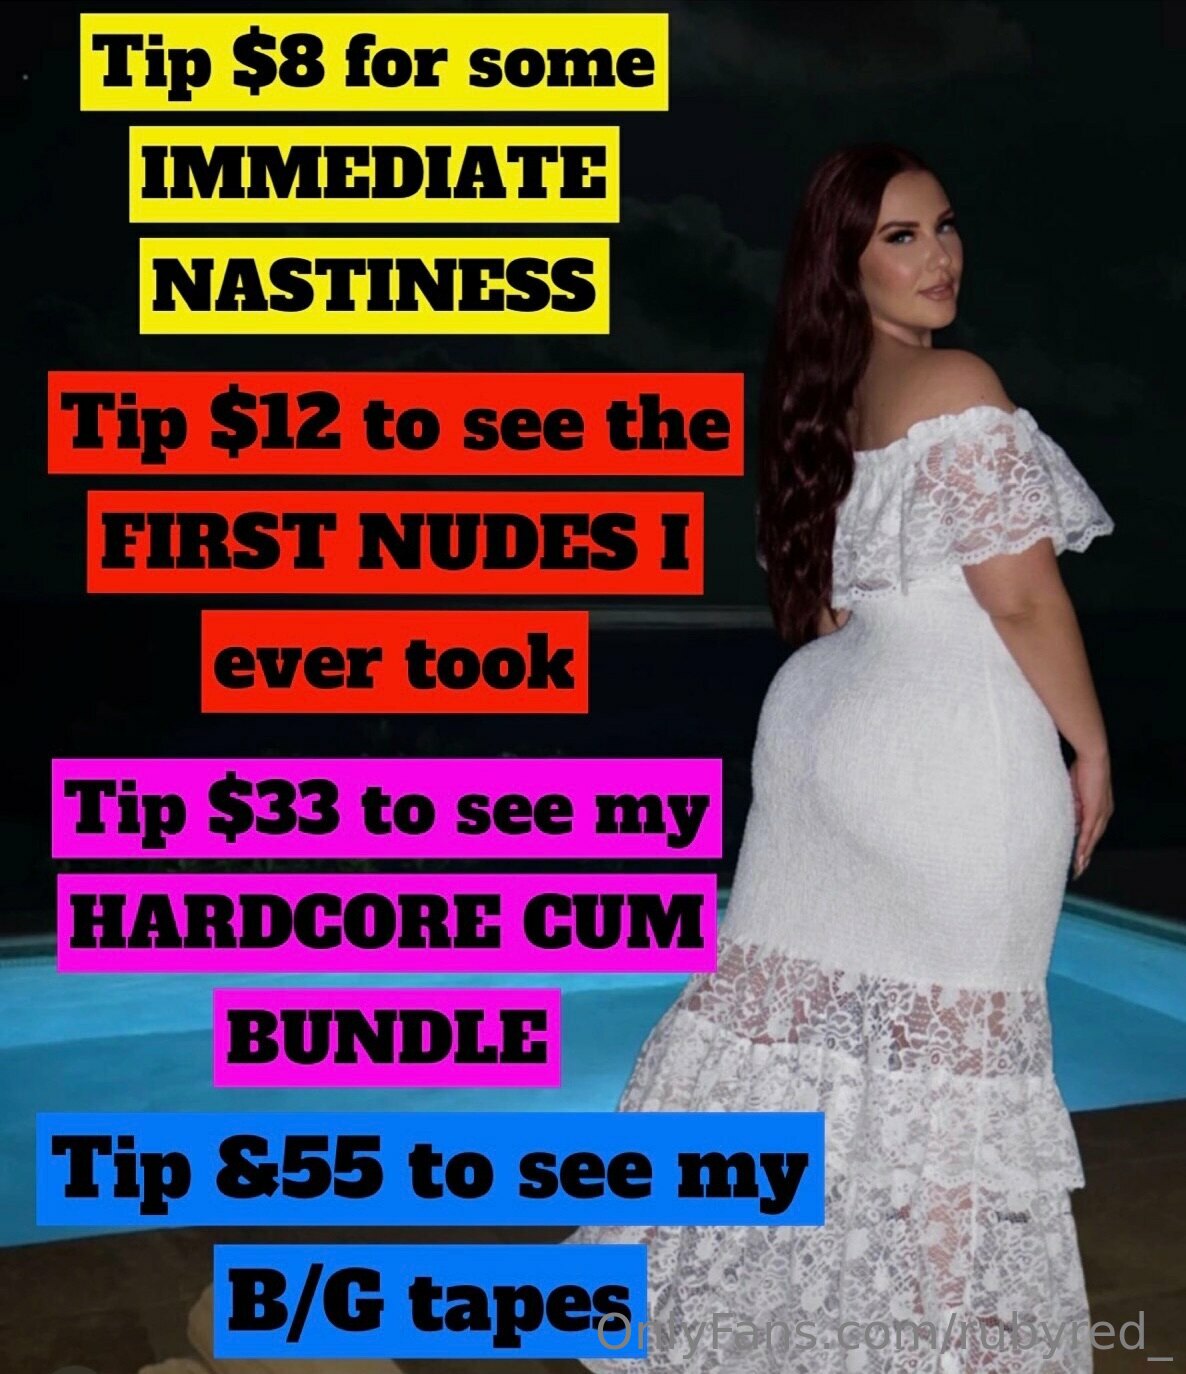 Tip $8 for some
IMMEDIATE
NASTINESS
Tip $12 to see the
FIRST NUDES I
ever took
Tip $33 to see my
HARDCORE CUM
BUNDLE
Tip &55 to see my
B/G tapes
OnlyFans.com/rubyred_